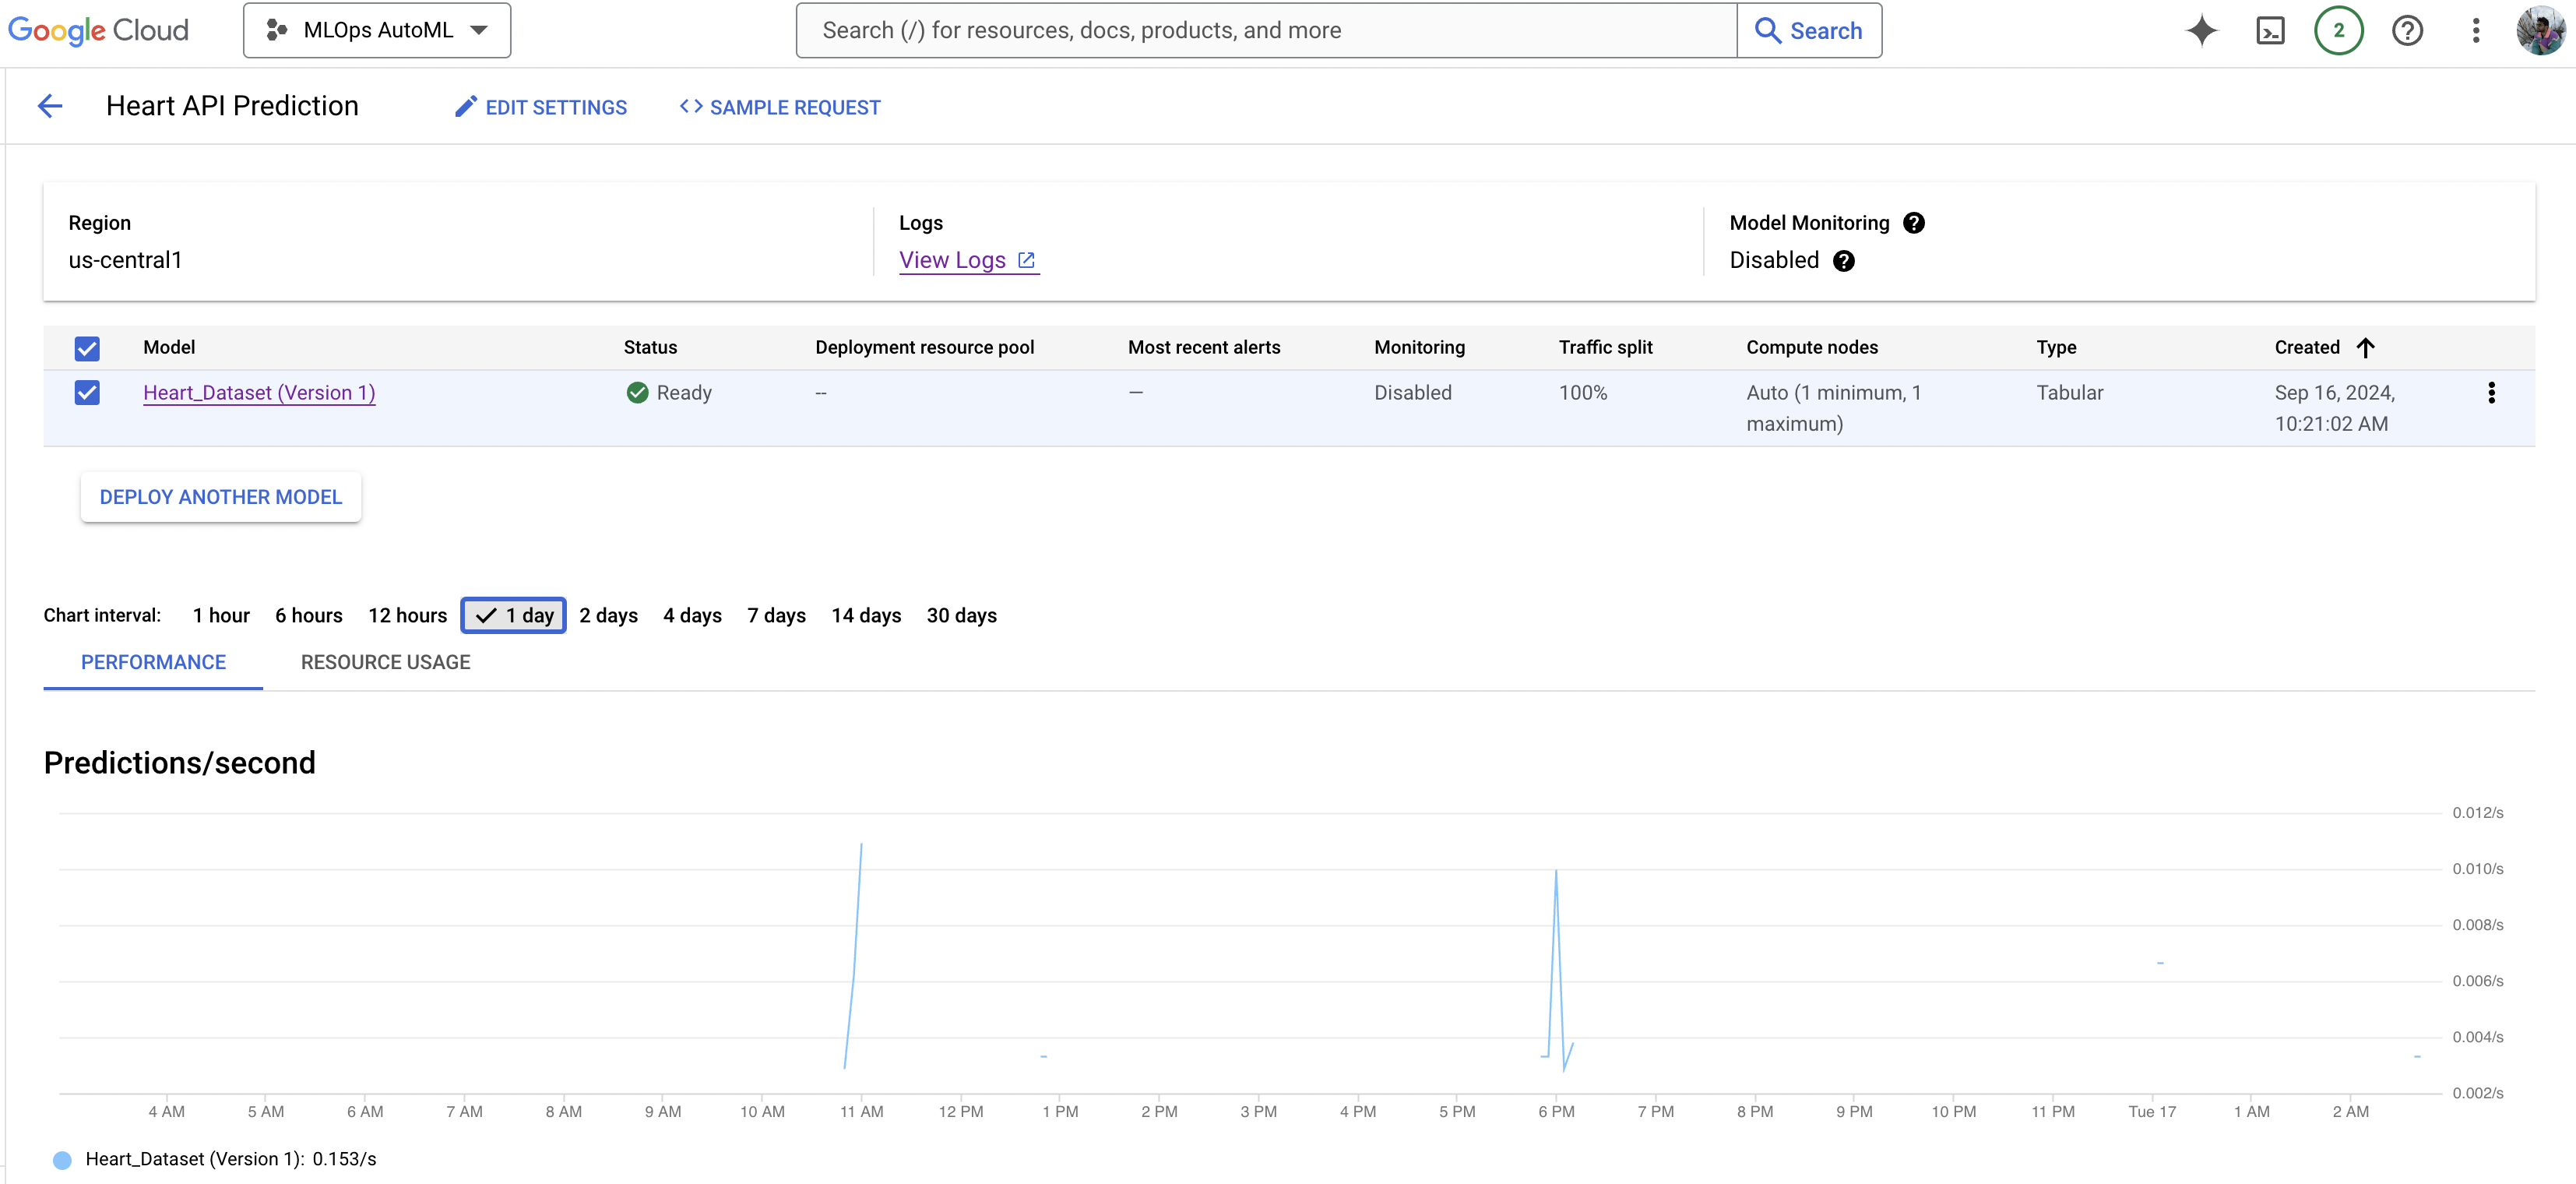 Google Cloud
MLOps AutoML
Search (/) for resources, docs, products, and more
Search
2
Heart API Prediction
EDIT SETTINGS
<> SAMPLE REQUEST
Region
us-central1
Logs
View Logs
Model Monitoring
Disabled
Model Status Deployment resource pool Most recent alerts Monitoring Traffic split Compute nodes Type Created
Heart_Dataset (Version 1) Ready -- — Disabled 100% Auto (1 minimum, 1 Tabular Sep 16, 2024,
maximum) 10:21:02 AM
DEPLOY ANOTHER MODEL
Chart interval: 1 hour 6 hours 12 hours 1 day 2 days 4 days 7 days 14 days 30 days
PERFORMANCE RESOURCE USAGE
Predictions/second
0.012/s
0.010/s
0.008/s
0.006/s
0.004/s
0.002/s
4 AM 5 AM 6 AM 7 AM 8 AM 9 AM 10 AM 11 AM 12 PM 1 PM 2 PM 3 PM 4 PM 5 PM 6 PM 7 PM 8 PM 9 PM 10 PM 11 PM Tue 17 1 AM 2 AM
Heart_Dataset (Version 1): 0.153/s